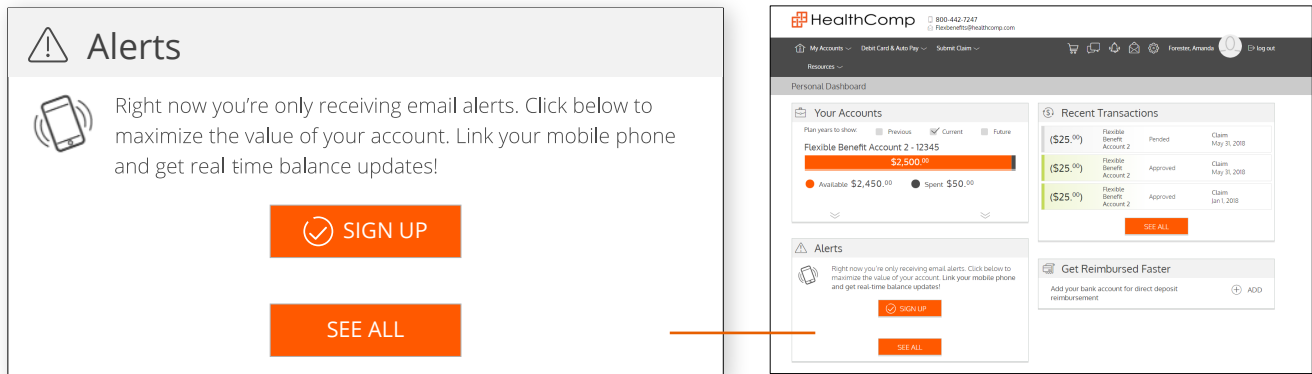 Alerts
Right now you're only receiving email alerts. Click below to
maximize the value of your account. Link your mobile phone
and get real time balance updates!
SIGN UP
SEE ALL
HealthComp
800-442-7247
Flexbenefits@healthcomp.com
My Accounts Debit Card & Auto Pay Submit Claim
Forester, Amanda log out
Resources
Personal Dashboard
Your Accounts
Plan years to show: Previous Current Future
Flexible Benefit Account 2 - 12345
$2,500.00
Available $2,450.00 Spent $50.00
Alerts
Right now you're only receiving email alerts. Click below to
maximize the value of your account. Link your mobile phone
and get real-time balance updates!
SIGN UP
SEE ALL
Recent Transactions
($25.00) Flexible Benefit Account 2 Pended Claim May 31, 2018
($25.00) Flexible Benefit Account 2 Approved Claim May 31, 2018
($25.00) Flexible Benefit Account 2 Approved Claim Jan 1, 2018
SEE ALL
Get Reimbursed Faster
Add your bank account for direct deposit
reimbursement
ADD